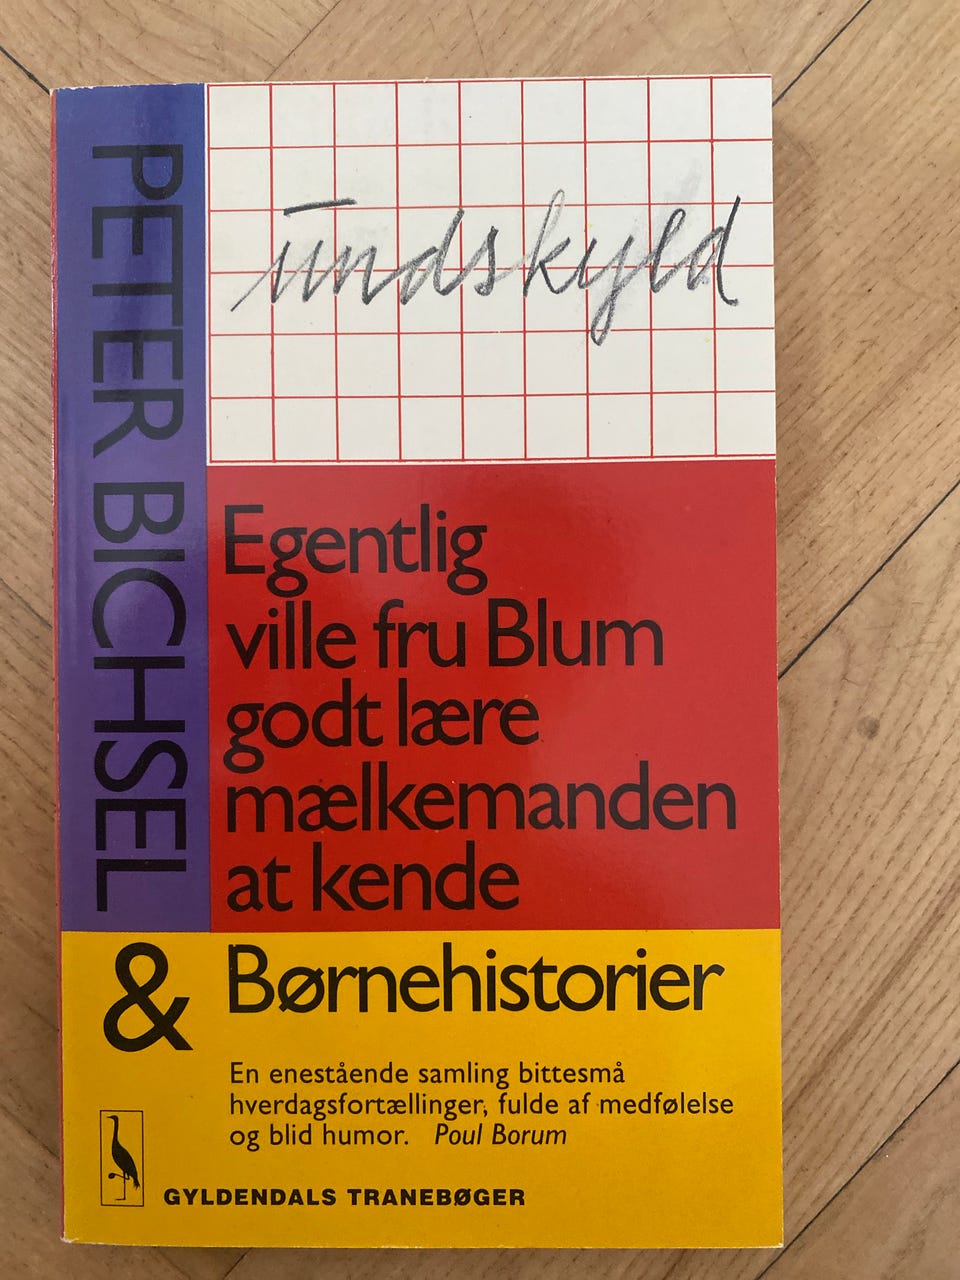 PETER BICHSEL
undskyld
Egentlig
ville fru Blum
godt lære
mælkemanden
at kende
& Børnehistorier
En enestående samling bittesmå
hverdagsfortællinger, fulde af medfølelse
og blid humor. Poul Borum
GYLDENDALS TRANEBØGER